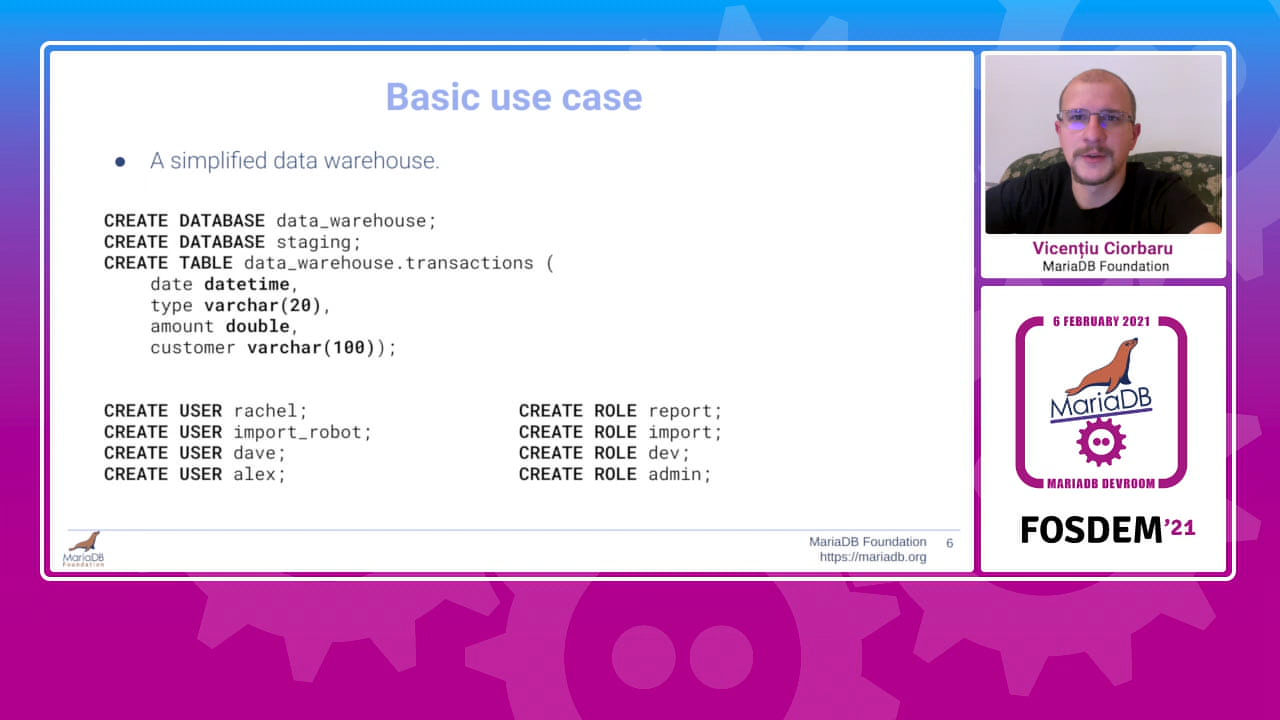 Basic use case
● A simplified data warehouse.
CREATE DATABASE data_warehouse;
CREATE DATABASE staging;
CREATE TABLE data_warehouse.transactions (
date datetime,
type varchar(20),
amount double,
customer varchar(100));
CREATE USER rachel;
CREATE USER import_robot;
CREATE USER dave;
CREATE USER alex;
CREATE ROLE report;
CREATE ROLE import;
CREATE ROLE dev;
CREATE ROLE admin;
MariaDB
Foundation
MariaDB Foundation
https://mariadb.org
6
Vicențiu Ciorbaru
MariaDB Foundation
6 FEBRUARY 2021
MariaDB
MARIADB DEVROOM
FOSDEM'21